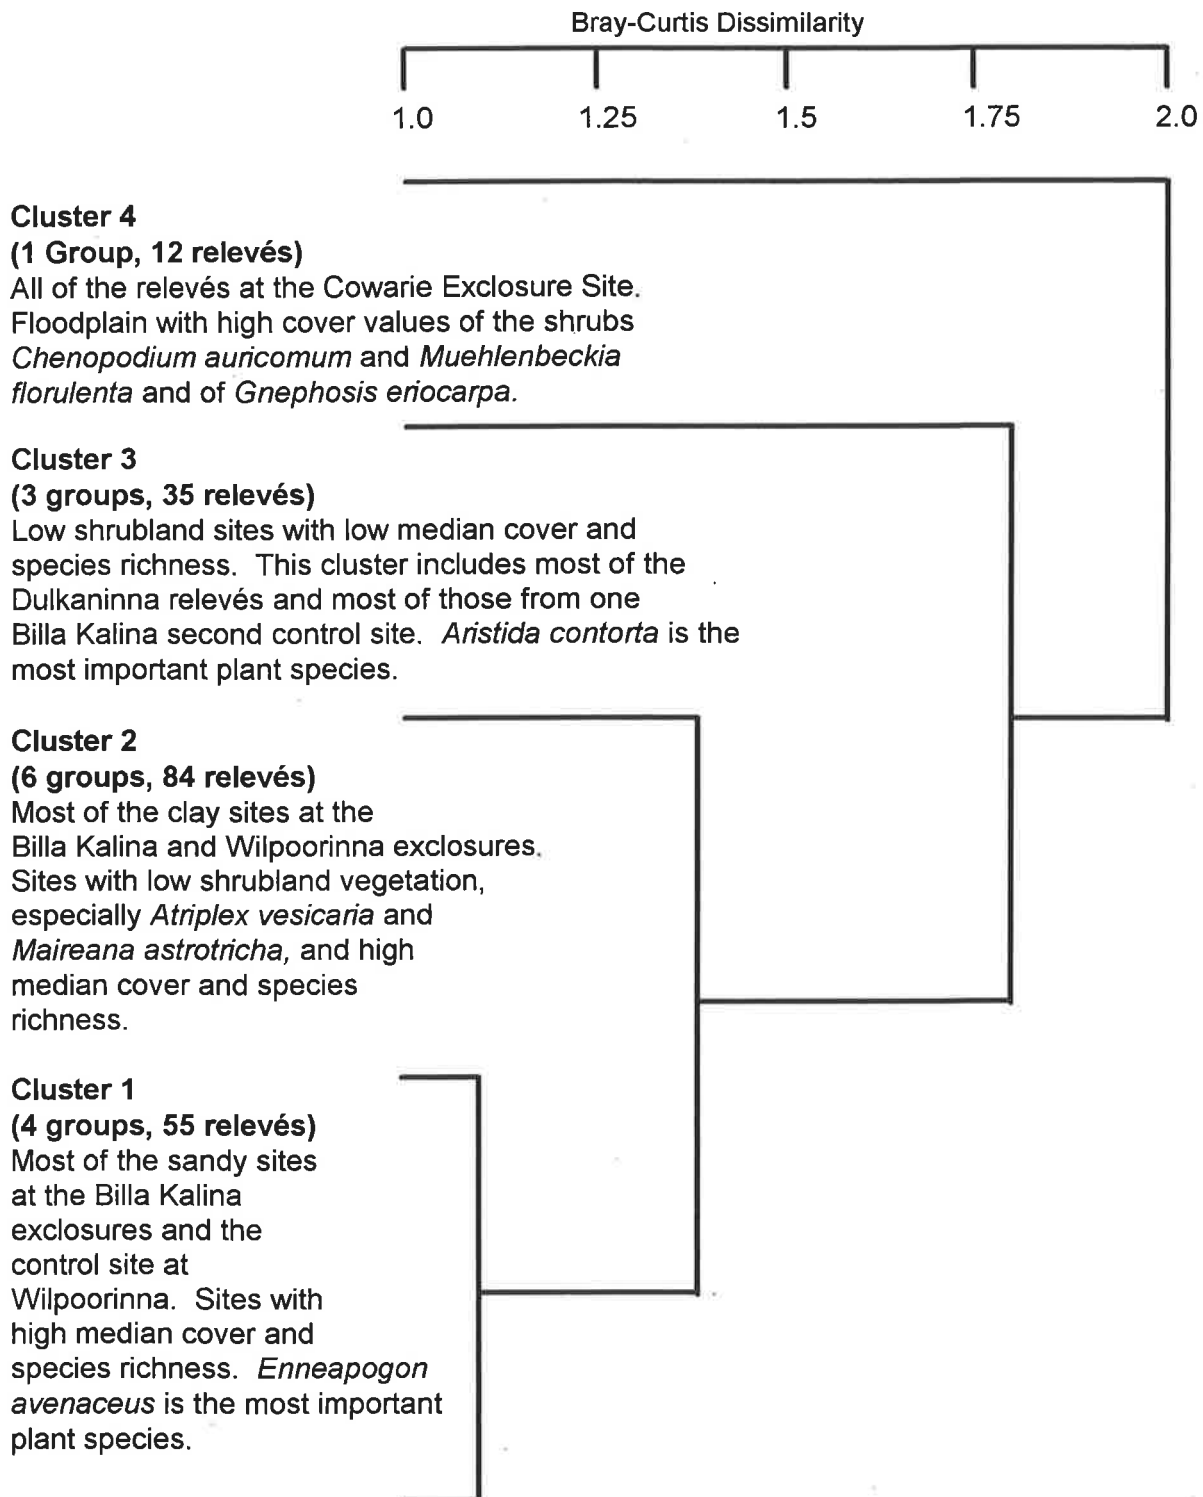 Bray-Curtis Dissimilarity
1.0 1.25 1.5 1.75 2.0
Cluster 4
(1 Group, 12 relevés)
All of the relevés at the Cowarie Exclosure Site.
Floodplain with high cover values of the shrubs
Chenopodium auricomum and Muehlenbeckia
florulenta and of Gnephosis eriocarpa.
Cluster 3
(3 groups, 35 relevés)
Low shrubland sites with low median cover and
species richness. This cluster includes most of the
Dulkaninna relevés and most of those from one
Billa Kalina second control site. Aristida contorta is the
most important plant species.
Cluster 2
(6 groups, 84 relevés)
Most of the clay sites at the
Billa Kalina and Wilpoorinna exclosures.
Sites with low shrubland vegetation,
especially Atriplex vesicaria and
Maireana astrotricha, and high
median cover and species
richness.
Cluster 1
(4 groups, 55 relevés)
Most of the sandy sites
at the Billa Kalina
exclosures and the
control site at
Wilpoorinna. Sites with
high median cover and
species richness. Enneapogon
avenaceus is the most important
plant species.